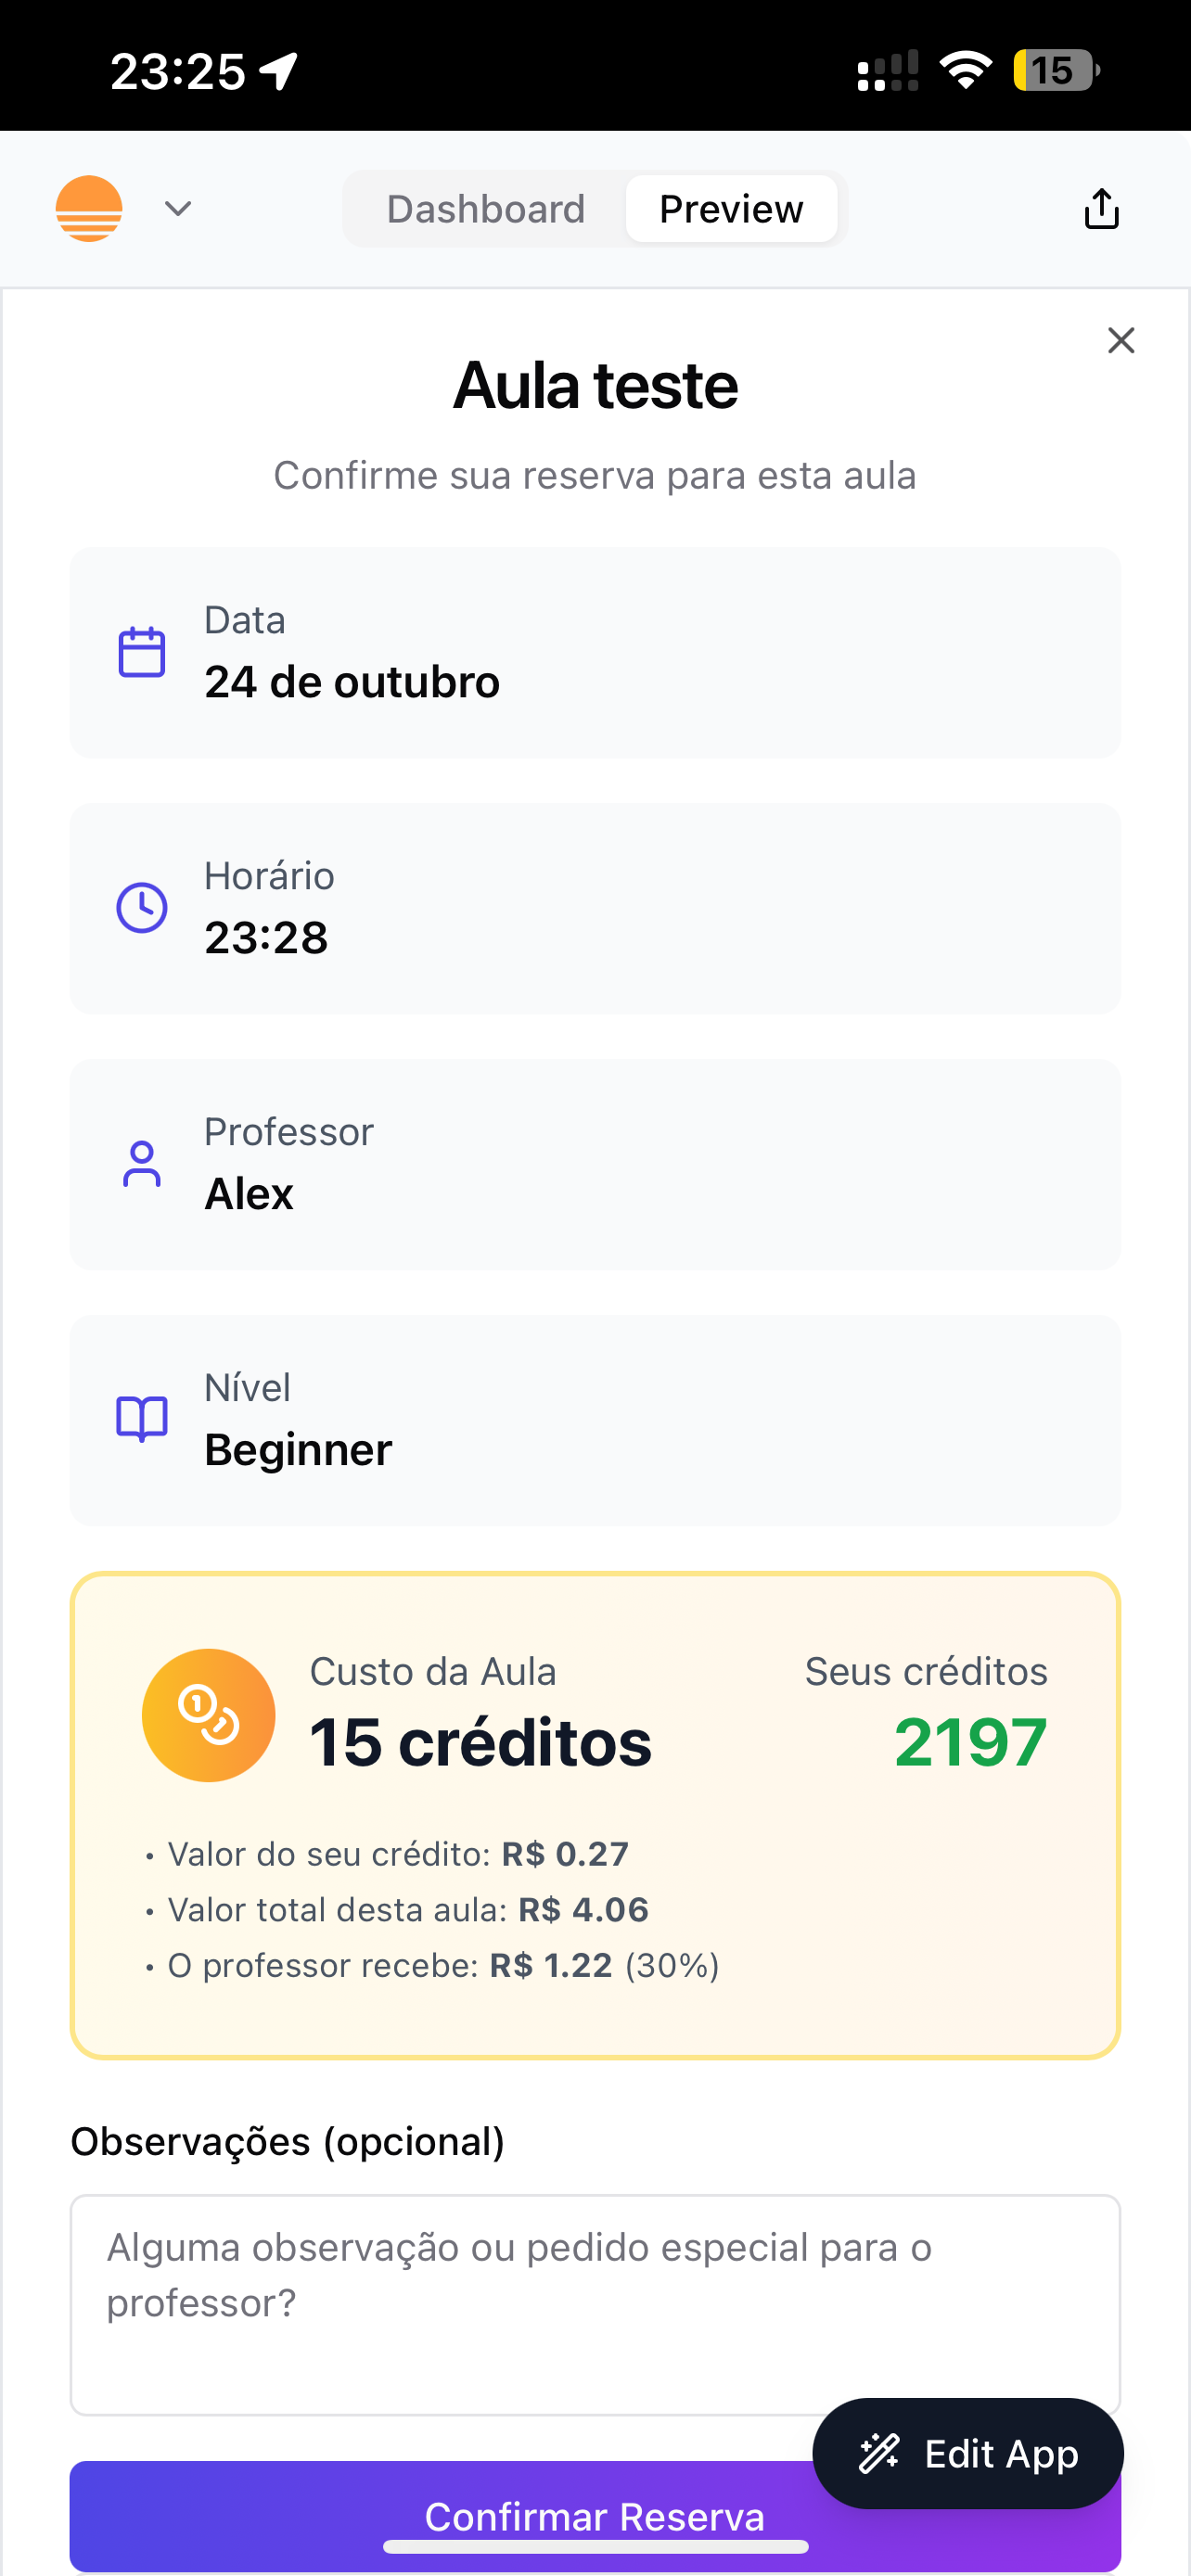 23:25
15
Dashboard
Preview
Aula teste
Confirme sua reserva para esta aula
Data
24 de outubro
Horário
23:28
Professor
Alex
Nível
Beginner
Custo da Aula
15 créditos
Seus créditos
2197
• Valor do seu crédito: R$ 0.27
• Valor total desta aula: R$ 4.06
• O professor recebe: R$ 1.22 (30%)
Observações (opcional)
Alguma observação ou pedido especial para o
professor?
Edit App
Confirmar Reserva